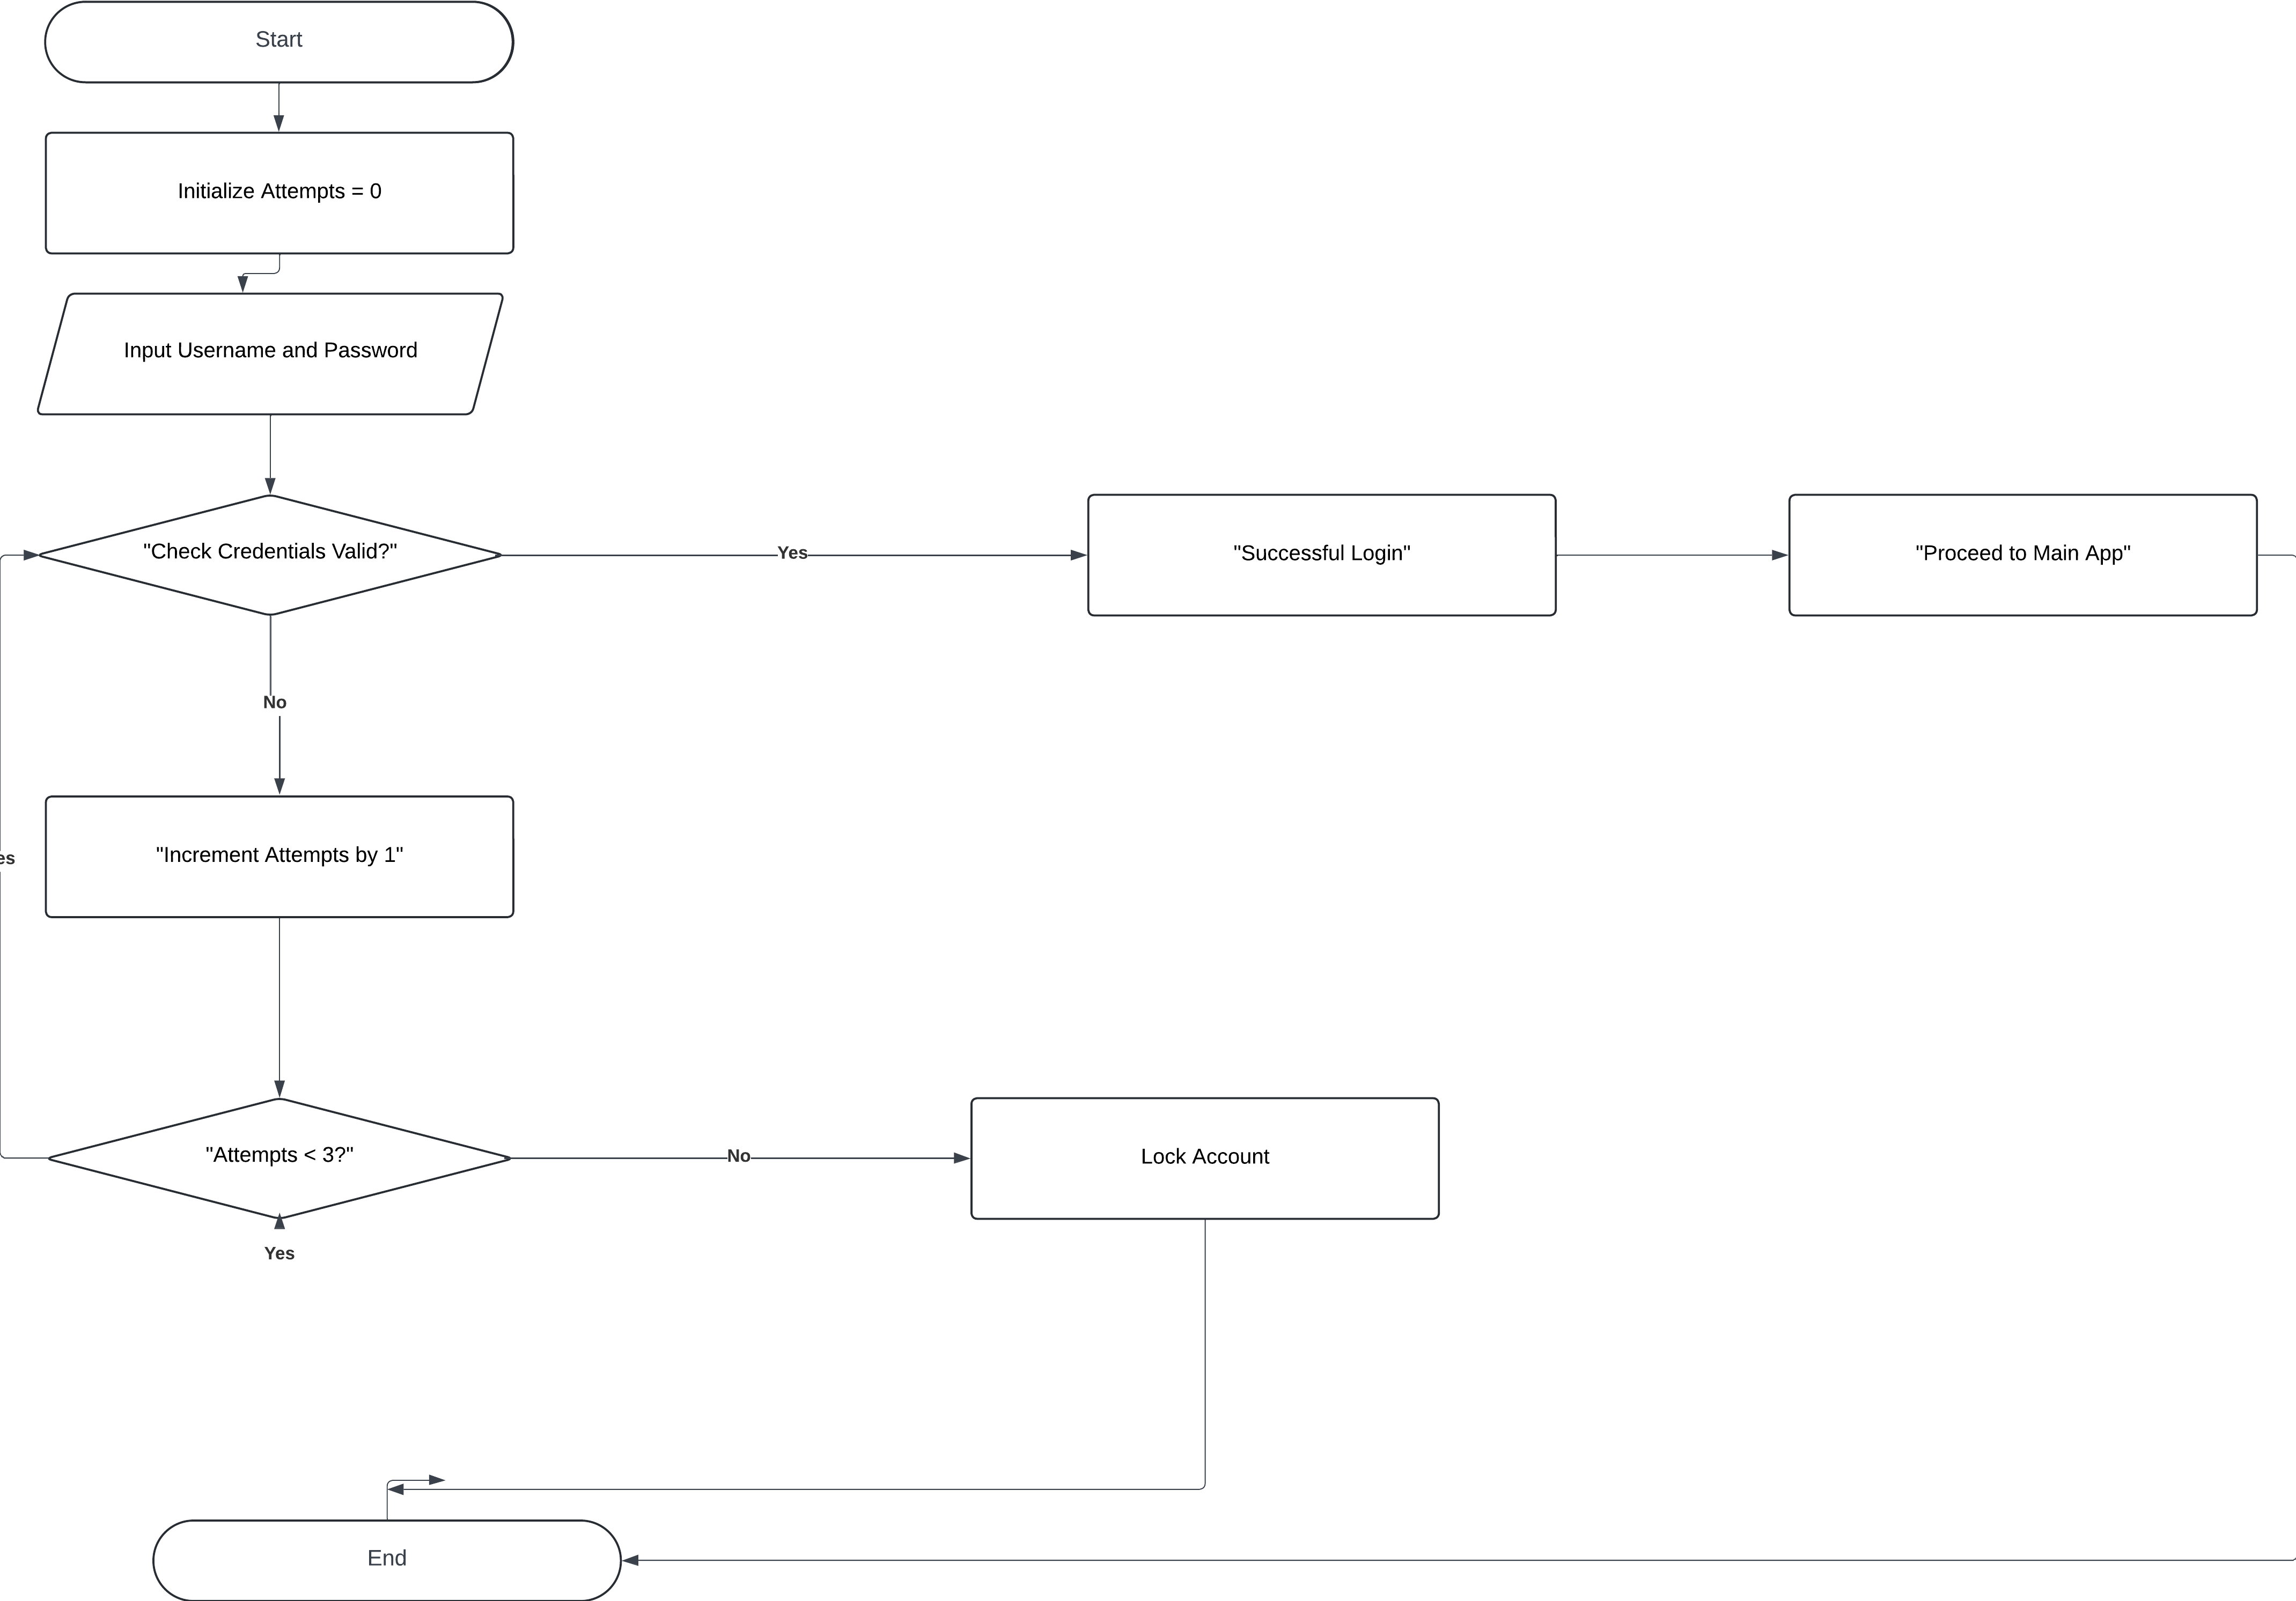 Start
Initialize Attempts = 0
Input Username and Password
"Check Credentials Valid?"
Yes
"Successful Login"
"Proceed to Main App"
No
"Increment Attempts by 1"
es
"Attempts < 3?"
No
Lock Account
Yes
End